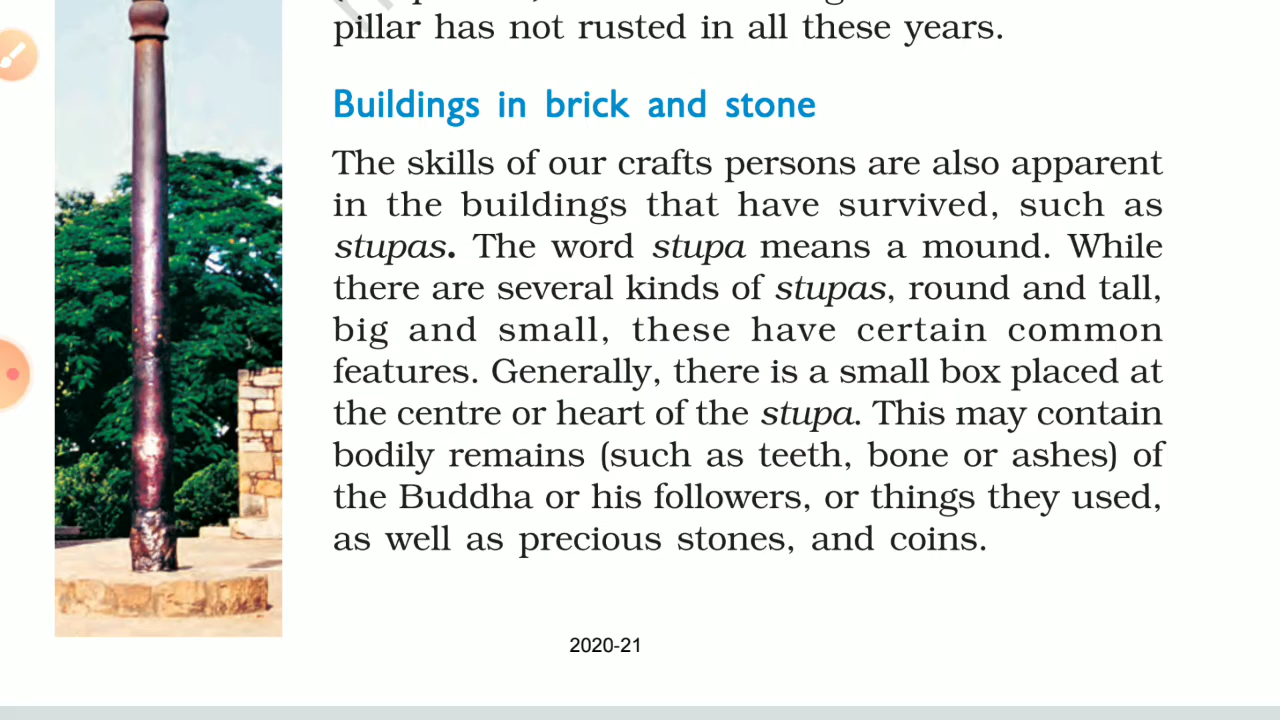 pillar has not rusted in all these years.
Buildings in brick and stone
The skills of our crafts persons are also apparent
in the buildings that have survived, such as
stupas. The word stupa means a mound. While
there are several kinds of stupas, round and tall,
big and small, these have certain common
features. Generally, there is a small box placed at
the centre or heart of the stupa. This may contain
bodily remains (such as teeth, bone or ashes) of
the Buddha or his followers, or things they used,
as well as precious stones, and coins.
2020-21